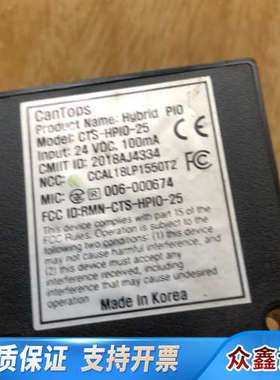 CanTops
Product Name: Hybrid PIO
Model: CTS-HPIO-25
Input: 24 VDC, 100mA
CMIIT ID: 2018AJ4334
NCC: CCAL18LP1550T2
FC
MIC: R 006-000674
FCC ID:RMN-CTS-HPIO-25
This device complies with part 15 of the
FCC Rules. Operation is subject to the
following two conditions:
(1) this device may not cause harmful
interference, and
(2) this device must accept any
interference received, including
interference that may cause undesired
operation
Made in Korea
质保证 支持开票 众鑫